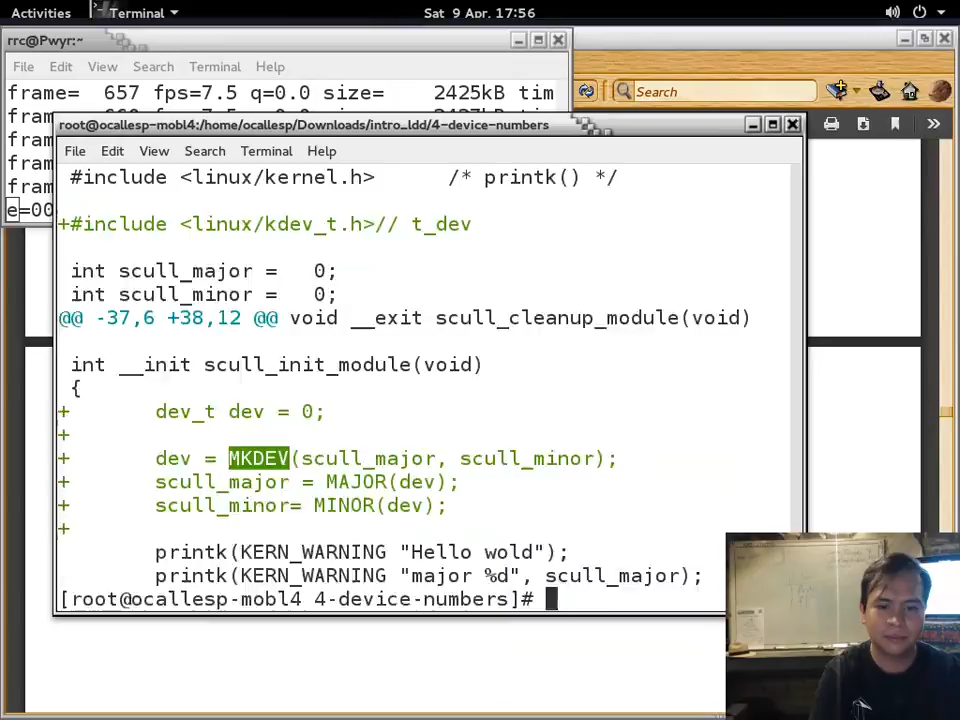 Activities
Terminal
Sat 9 Apr, 17:56
rrc@Pwyr:~
File Edit View Search Terminal Help
frame=  657 fps=7.5 q=0.0 size=    2425kB tim
fram
fram
fram
fram
e=00
Search
root@ocallesp-mobl4:/home/ocallesp/Downloads/intro_ldd/4-device-numbers
File Edit View Search Terminal Help
#include <linux/kernel.h>      /* printk() */
+#include <linux/kdev_t.h>// t_dev
int scull_major =   0;
int scull_minor =   0;
@@ -37,6 +38,12 @@ void __exit scull_cleanup_module(void)
int __init scull_init_module(void)
{
+       dev_t dev = 0;
+
+       dev = MKDEV(scull_major, scull_minor);
+       scull_major = MAJOR(dev);
+       scull_minor= MINOR(dev);
+
printk(KERN_WARNING "Hello wold");
printk(KERN_WARNING "major %d", scull_major);
[root@ocallesp-mobl4 4-device-numbers]#